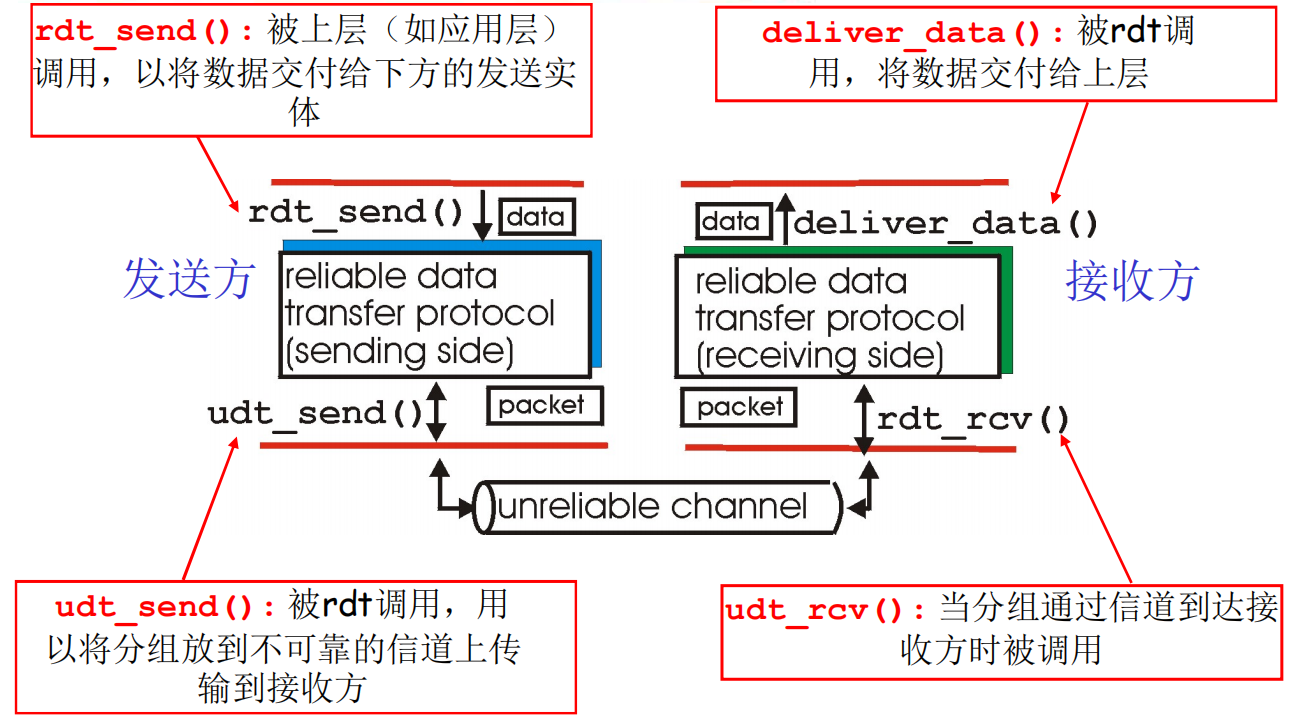 rdt_send(): 被上层（如应用层）
调用，以将数据交付给下方的发送实
体
deliver_data(): 被rdt调
用，将数据交付给上层
rdt_send()
data
data
deliver_data()
发送方
reliable data
transfer protocol
(sending side)
reliable data
transfer protocol
(receiving side)
接收方
udt_send()
packet
packet
rdt_rcv()
unreliable channel
udt_send(): 被rdt调用，用
以将分组放到不可靠的信道上传
输到接收方
udt_rcv(): 当分组通过信道到达接
收方时被调用